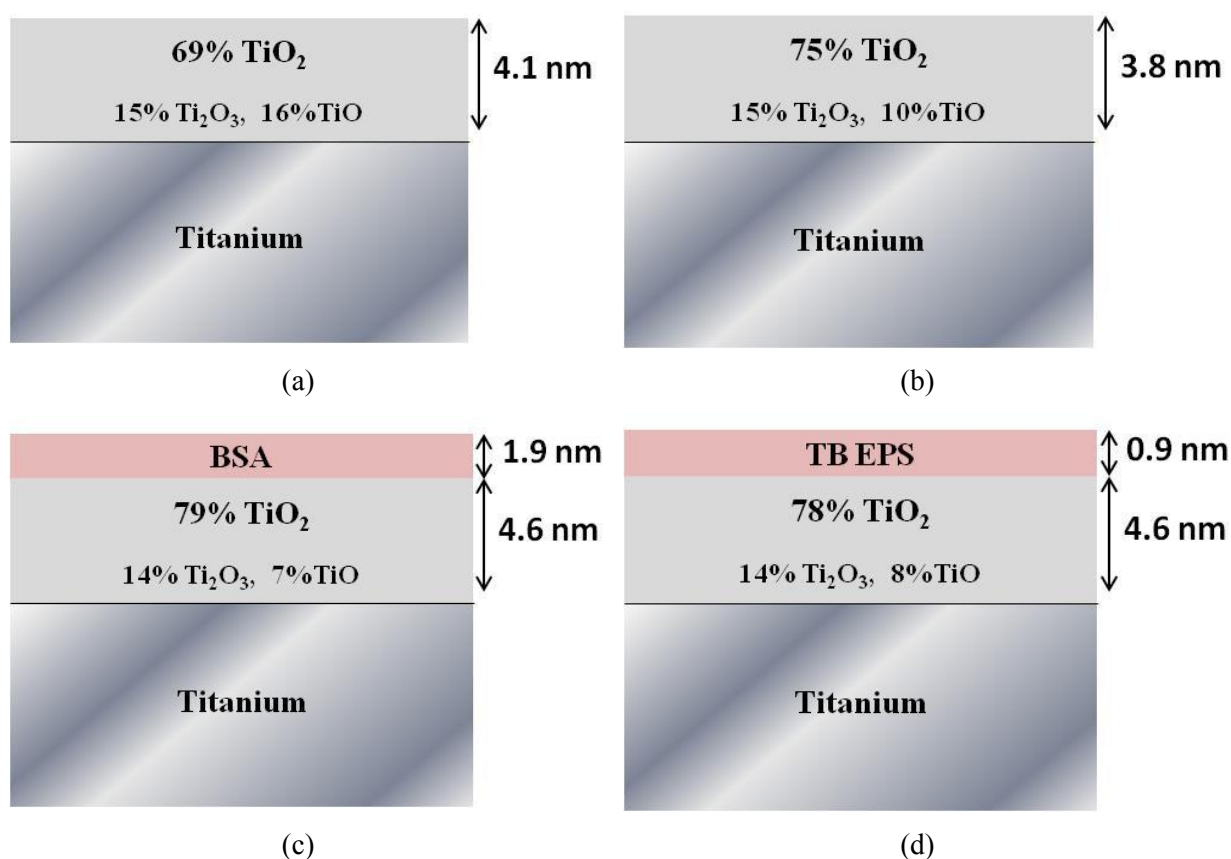 69% TiO₂
4.1 nm
15% Ti₂O₃, 16%TiO
Titanium
(a)
75% TiO₂
3.8 nm
15% Ti₂O₃, 10%TiO
Titanium
(b)
BSA
1.9 nm
79% TiO₂
4.6 nm
14% Ti₂O₃, 7%TiO
Titanium
(c)
TB EPS
0.9 nm
78% TiO₂
4.6 nm
14% Ti₂O₃, 8%TiO
Titanium
(d)